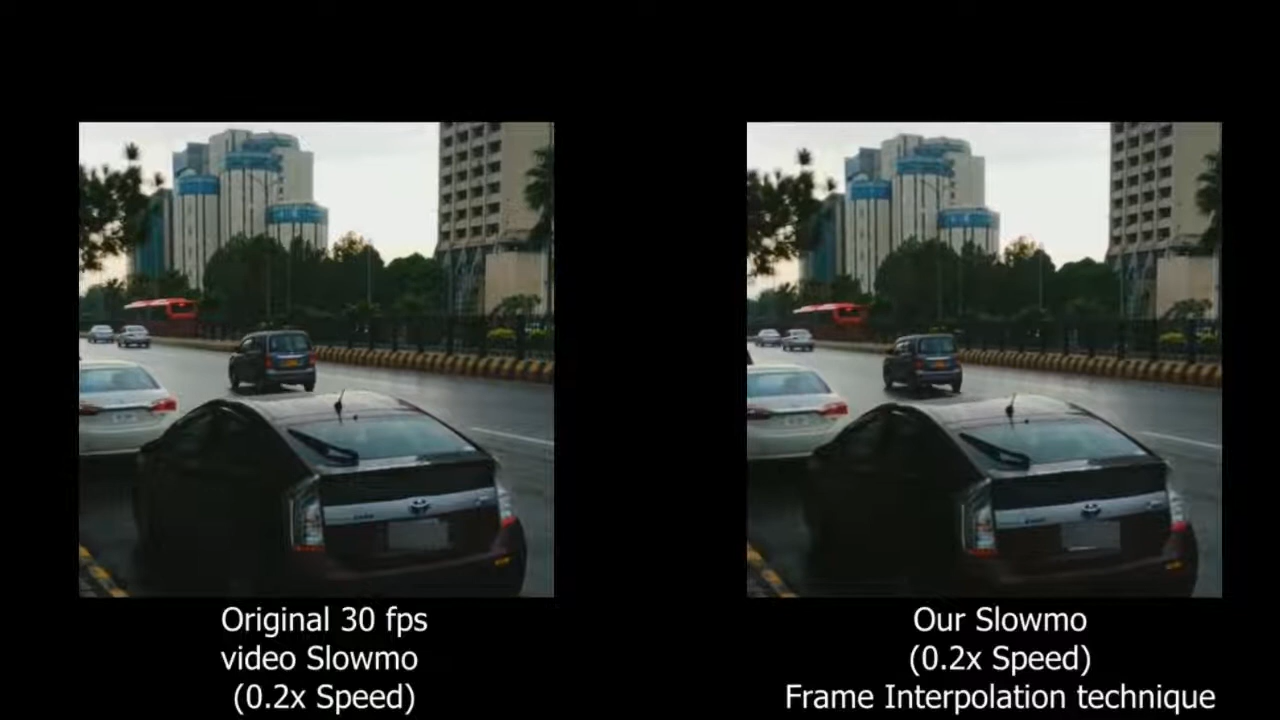 Original 30 fps
video Slowmo
(0.2x Speed)
Our Slowmo
(0.2x Speed)
Frame Interpolation technique